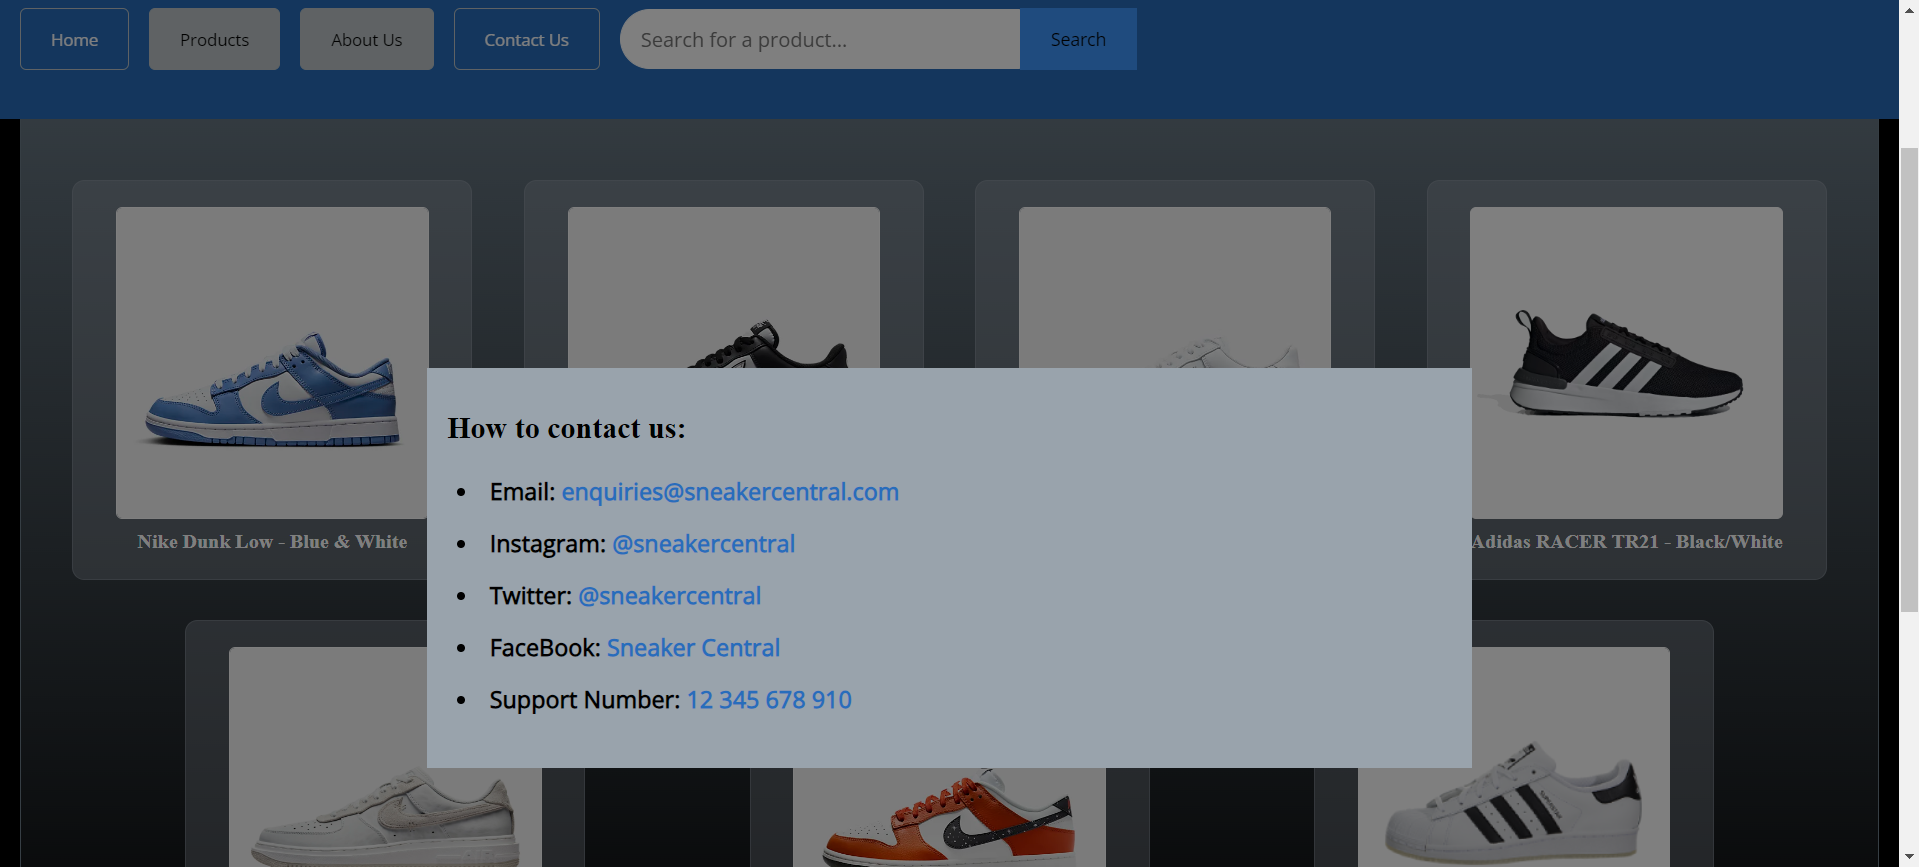 Home
Products
About Us
Contact Us
Search for a product...
Search
How to contact us:
Email: enquiries@sneakercentral.com
Instagram: @sneakercentral
Twitter: @sneakercentral
FaceBook: Sneaker Central
Support Number: 12 345 678 910
Nike Dunk Low - Blue & White
Adidas RACER TR21 - Black/White